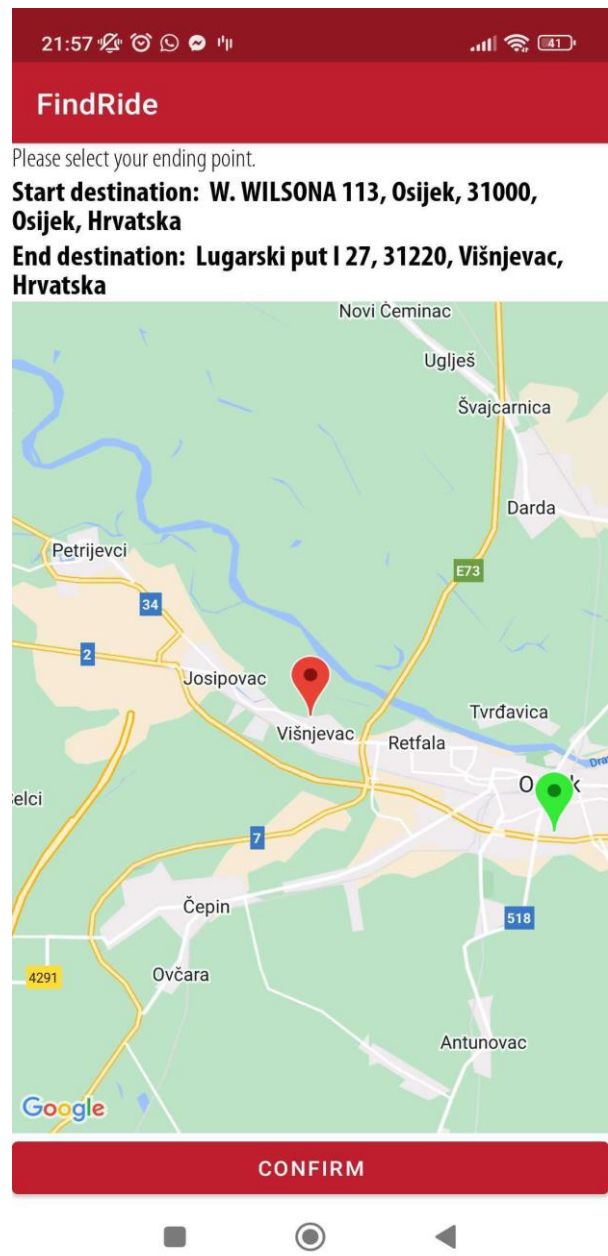 21:57
41
FindRide
Please select your ending point.
Start destination: W. WILSONA 113, Osijek, 31000,
Osijek, Hrvatska
End destination: Lugarski put I 27, 31220, Višnjevac,
Hrvatska
Novi Čeminac
Uglješ
Švajcarnica
Darda
Petrijevci
E73
34
2
Josipovac
Tvrđavica
Višnjevac
Retfala
7
Čepin
518
4291
Ovčara
Antunovac
Google
CONFIRM